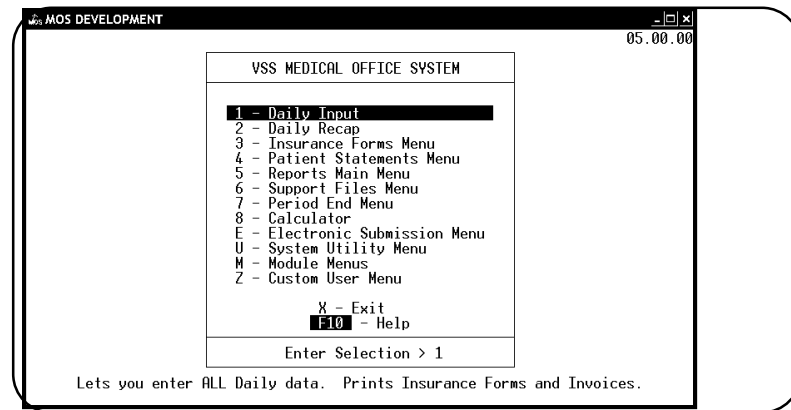 MOS MOS DEVELOPMENT
05.00.00
VSS MEDICAL OFFICE SYSTEM
1 - Daily Input
2 - Daily Recap
3 - Insurance Forms Menu
4 - Patient Statements Menu
5 - Reports Main Menu
6 - Support Files Menu
7 - Period End Menu
8 - Calculator
E - Electronic Submission Menu
U - System Utility Menu
M - Module Menus
Z - Custom User Menu
X - Exit
F10 - Help
Enter Selection > 1
Lets you enter ALL Daily data. Prints Insurance Forms and Invoices.